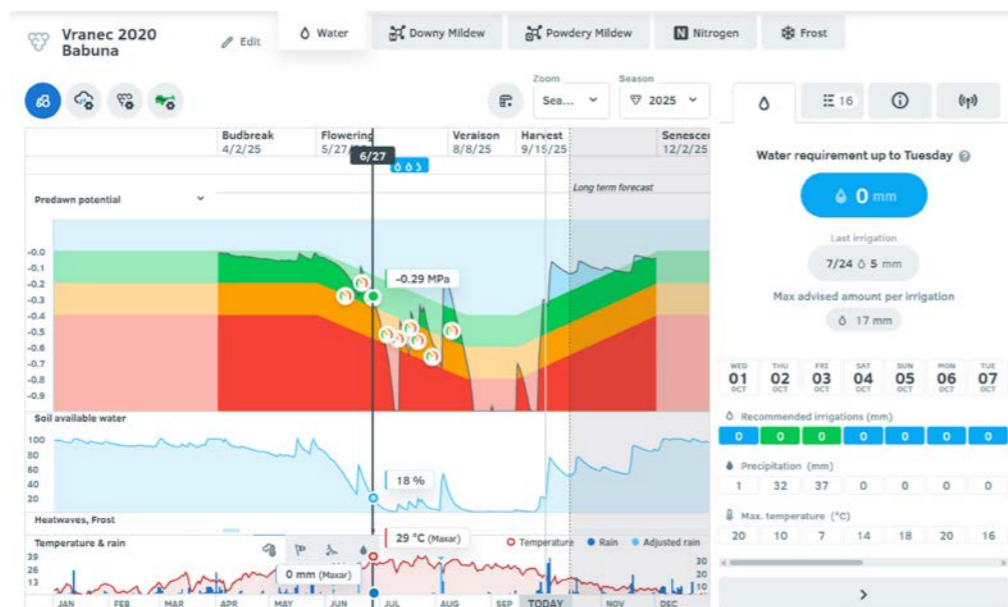 Vranec 2020
Babuna
Edit
Water
Downy Mildew
Powdery Mildew
N Nitrogen
Frost
Zoom
Sea...
Season
2025
16
Budbreak
4/2/25
Flowering
5/27/
6/27
Veraison
8/8/25
Harvest
9/15/25
Senescen
12/2/25
Long term forecast
Predawn potential
-0.0
-0.1
-0.2
-0.3
-0.4
-0.5
-0.6
-0.7
-0.8
-0.9
-0.29 MPa
Soil available water
100
80
60
40
20
18 %
Heatwaves, Frost
Temperature & rain
39
26
13
29 °C (Maxar)
0 mm (Maxar)
Temperature
Rain
Adjusted rain
30
20
10
0
JAN
FEB
MAR
APR
MAY
JUN
JUL
AUG
SEP
TODAY
NOV
DEC
Water requirement up to Tuesday
0 mm
Last irrigation
7/24 5 mm
Max advised amount per irrigation
17 mm
WED THU FRI SAT SUN MON TUE
01 02 03 04 05 06 07
OCT OCT OCT OCT OCT OCT OCT
Recommended irrigations (mm)
0 0 0 0 0 0 0
Precipitation (mm)
1 32 37 0 0 0 0
Max. temperature (°C)
20 10 7 14 18 20 16